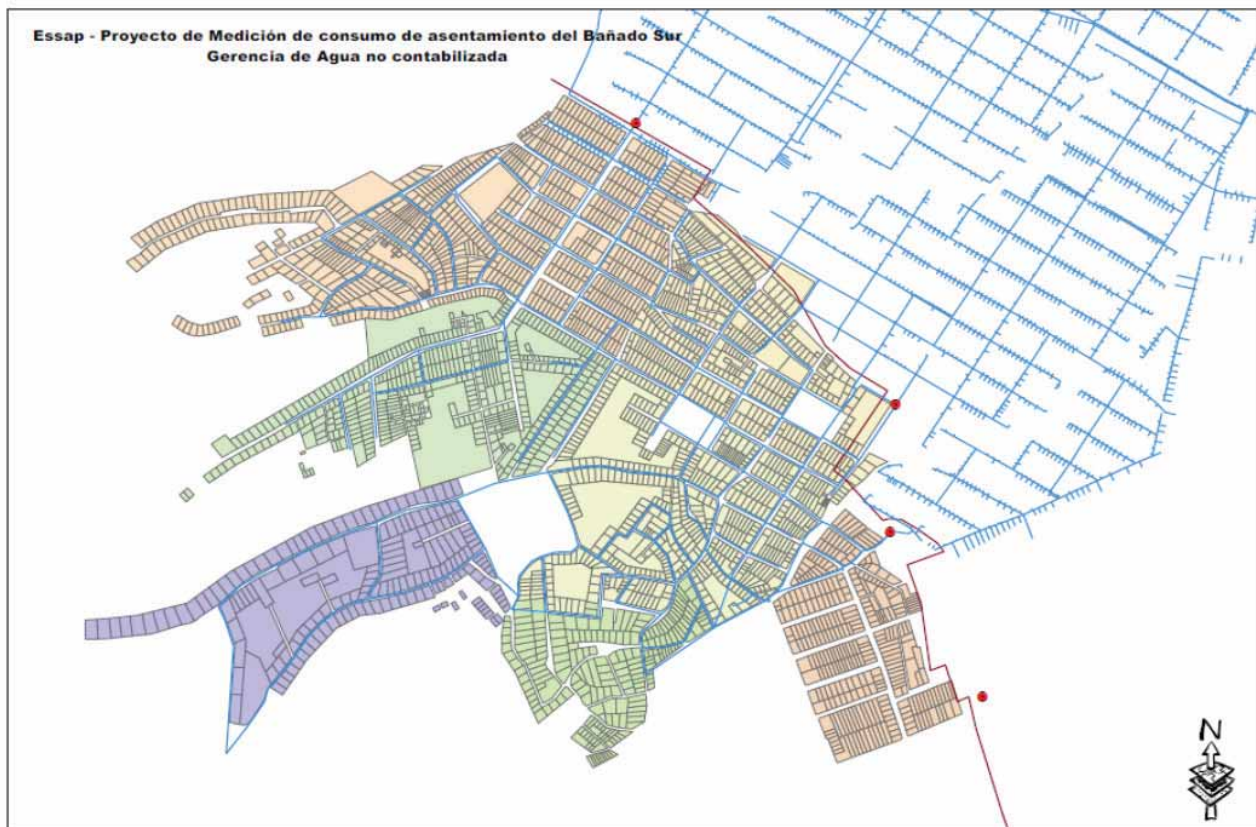 Essap - Proyecto de Medición de consumo de asentamiento del Bañado Sur
Gerencia de Agua no contabilizada
N